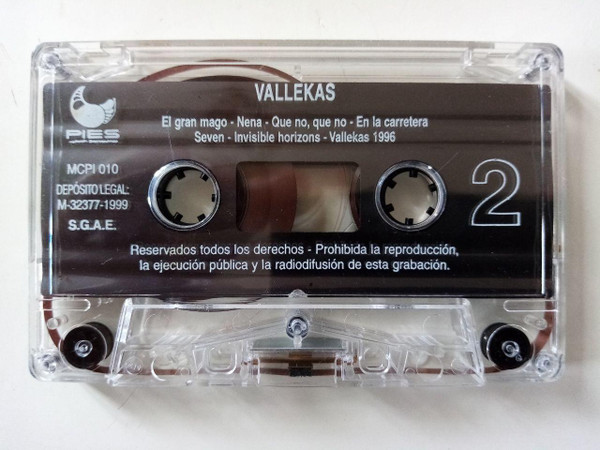 VALLEKAS
El gran mago - Nena - Que no, que no - En la carretera
Seven - Invisible horizons - Vallekas 1996
PIES
MCPI 010
DEPÓSITO LEGAL:
M-32377-1999
S.G.A.E.
2
Reservados todos los derechos - Prohibida la reproducción,
la ejecución pública y la radiodifusión de esta grabación.